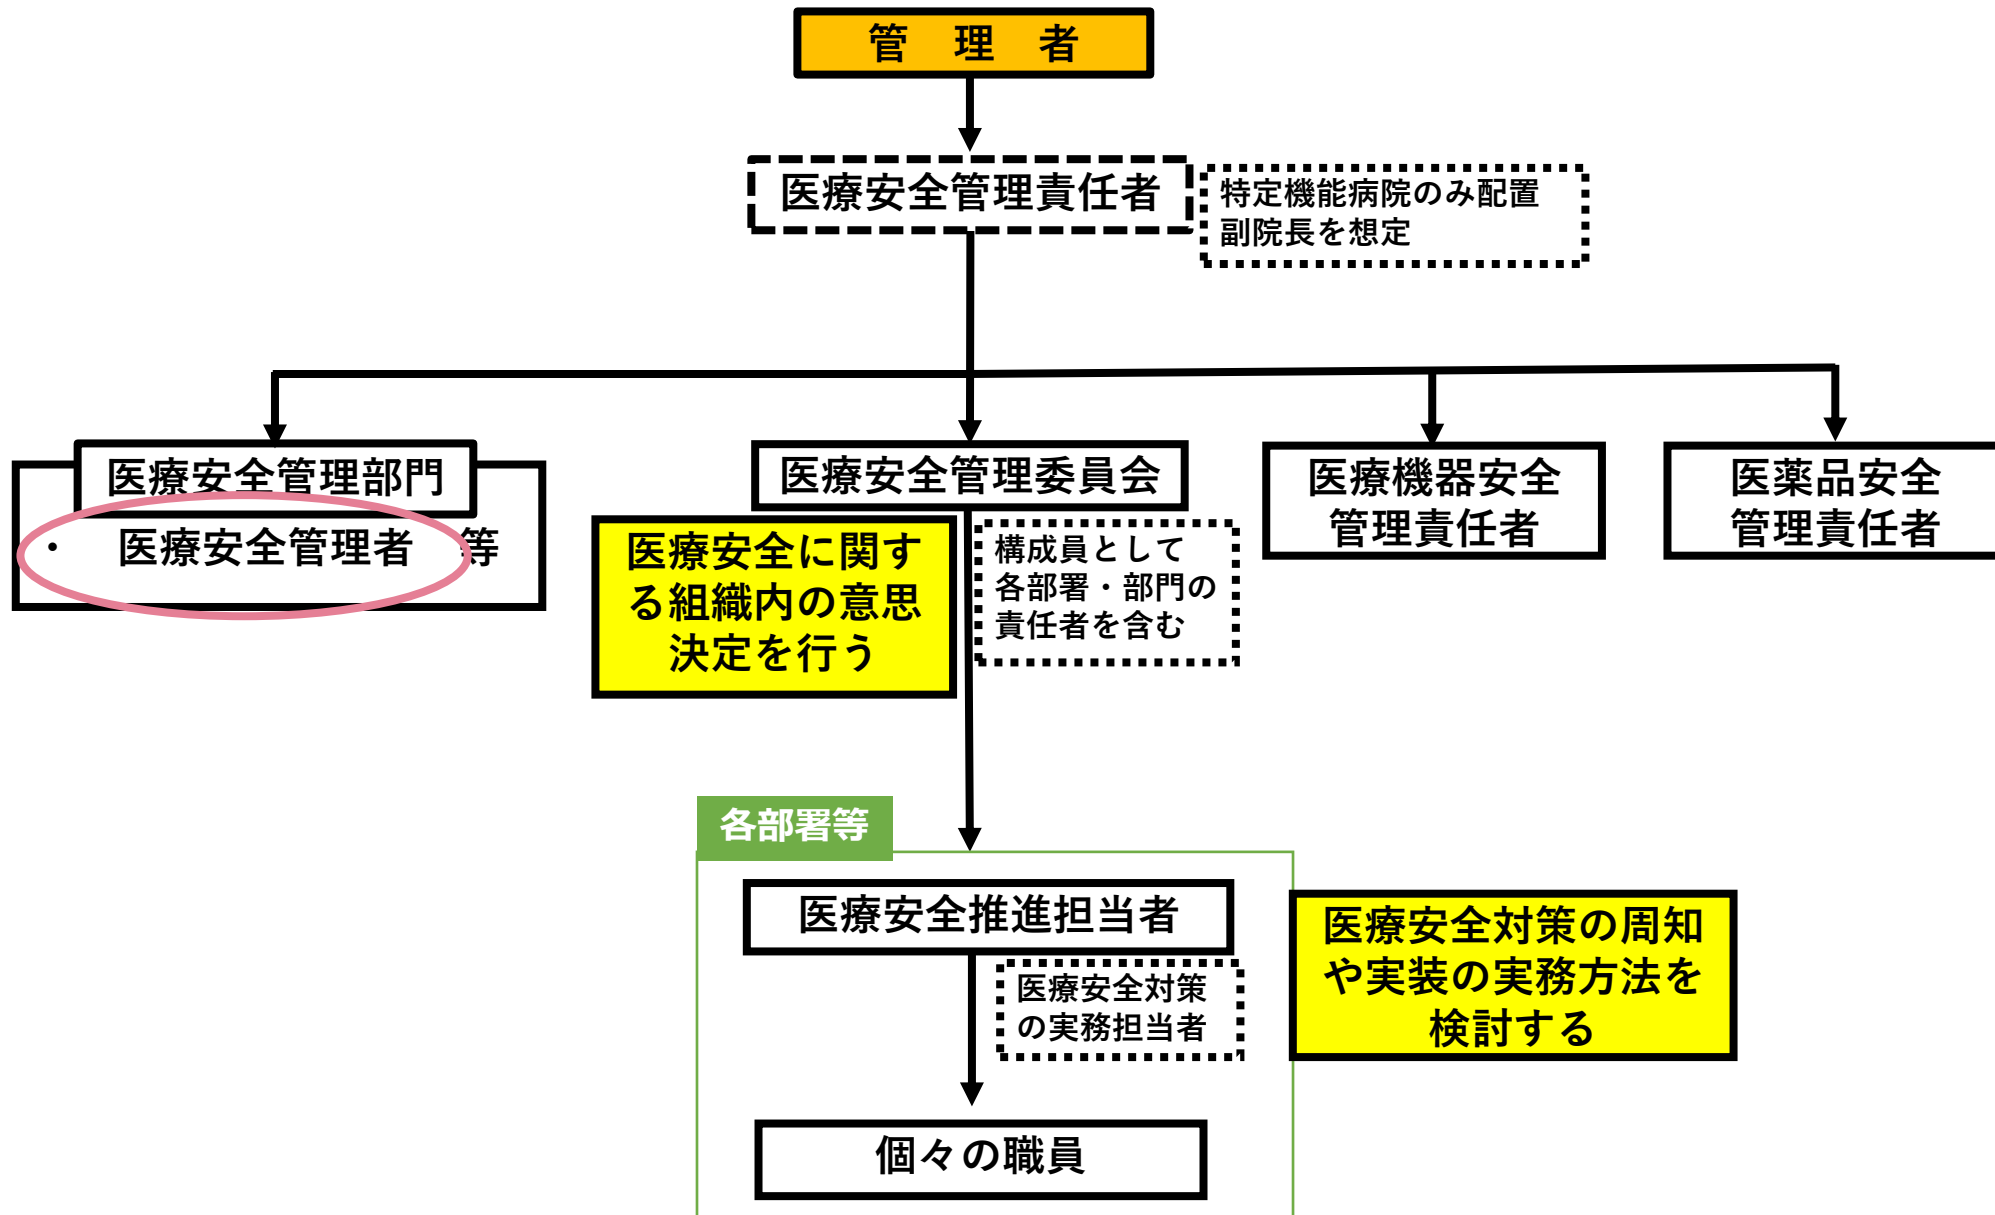 管　理　者
医療安全管理責任者
特定機能病院のみ配置
副院長を想定
医療安全管理部門
・　医療安全管理者　等
医療安全管理委員会
医療安全に関す
る組織内の意思
決定を行う
構成員として
各部署・部門の
責任者を含む
医療機器安全
管理責任者
医薬品安全
管理責任者
各部署等
医療安全推進担当者
医療安全対策
の実務担当者
医療安全対策の周知
や実装の実務方法を
検討する
個々の職員